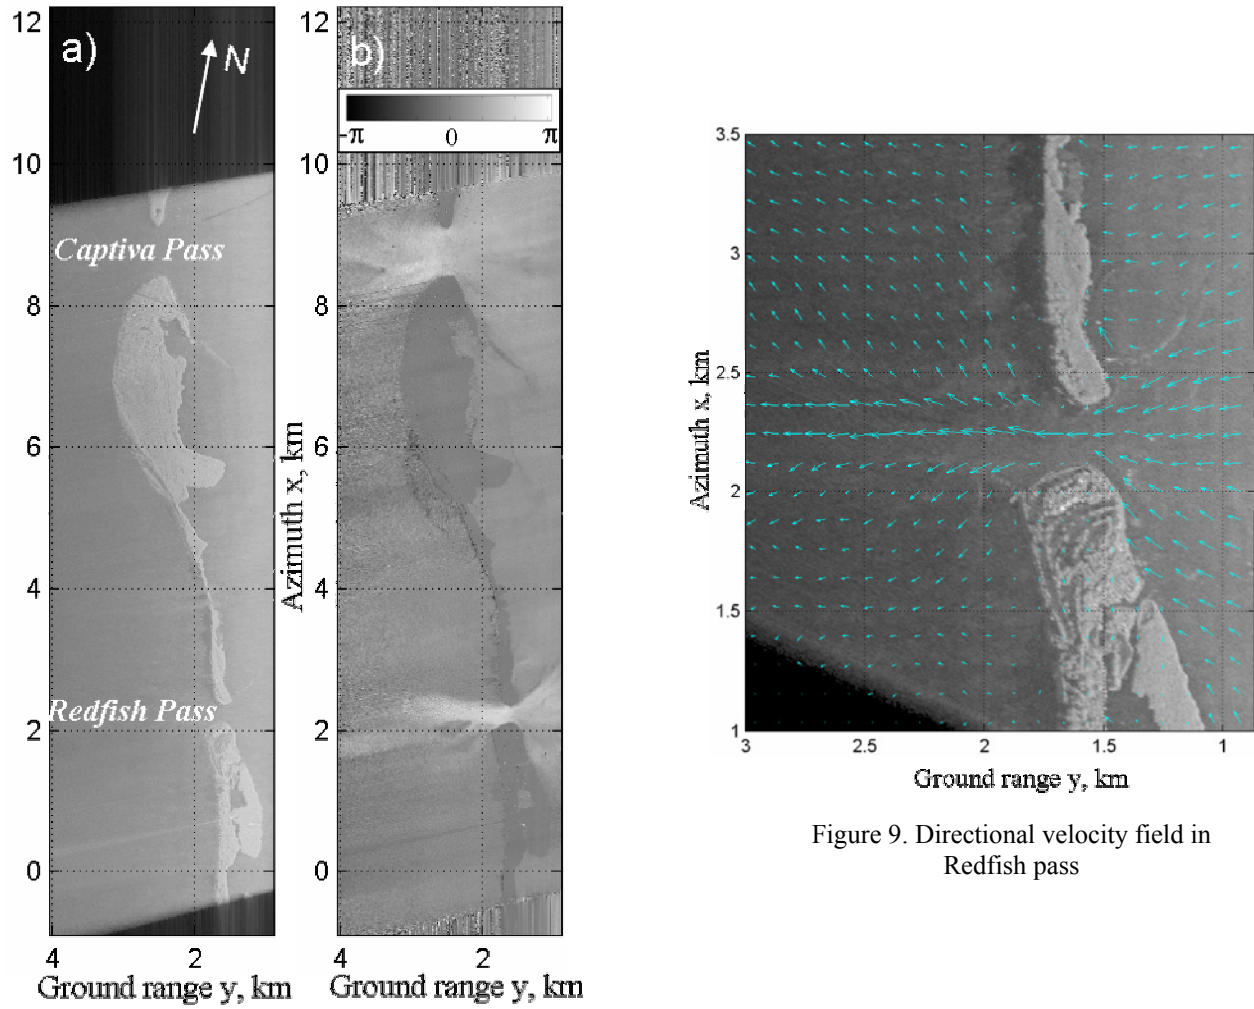 a)
N
12
10
8
6
4
2
0
Captiva Pass
Redfish Pass
4
2
Ground range y, km
b)
-π
0
π
12
10
8
6
4
2
0
Azimuth x, km
4
2
Ground range y, km
3.5
3
2.5
2
1.5
1
Azimuth x, km
3
2.5
2
1.5
1
Ground range y, km
Figure 9. Directional velocity field in
Redfish pass